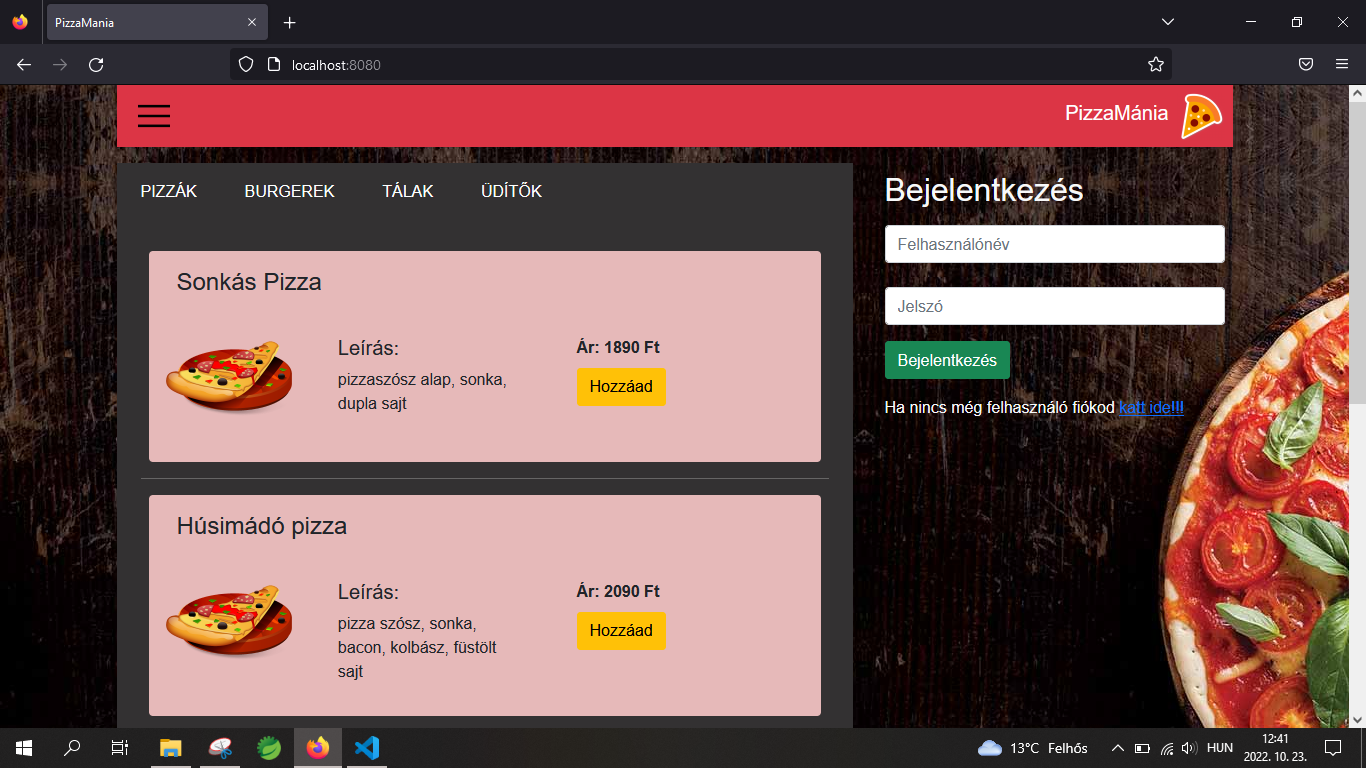 PizzaMania
localhost:8080
PizzaMánia
PIZZÁK BURGEREK TÁLAK ÜDÍTŐK
Sonkás Pizza
Leírás:
pizzaszósz alap, sonka,
dupla sajt
Ár: 1890 Ft
Hozzáad
Húsimádó pizza
Leírás:
pizza szósz, sonka,
bacon, kolbász, füstölt
sajt
Ár: 2090 Ft
Hozzáad
Bejelentkezés
Felhasználónév
Jelszó
Bejelentkezés
Ha nincs még felhasználó fiókod katt ide!!!
13°C Felhős
HUN
12:41
2022. 10. 23.